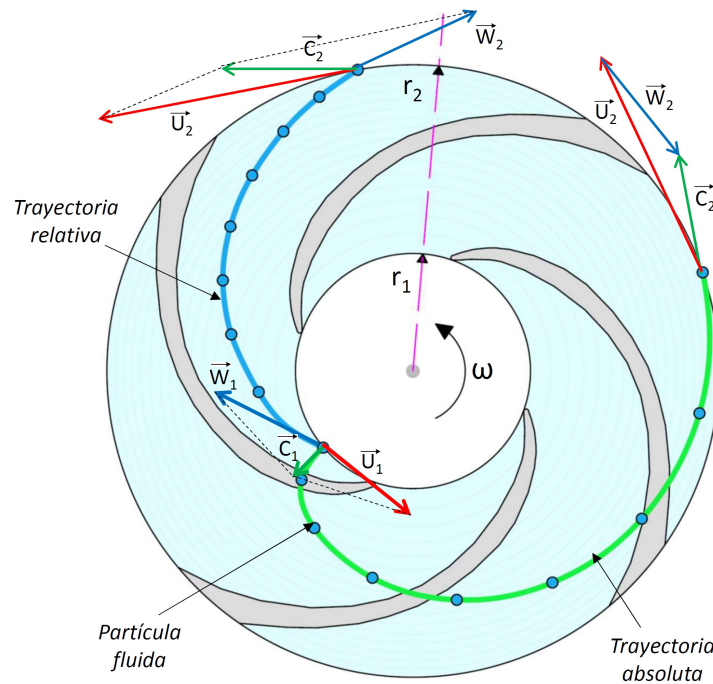 C₂
W₂
U₂
r₂
W₂
U₂
C₂
Trayectoria
relativa
r₁
ω
W₁
C₁
U₁
Partícula
fluida
Trayectoria
absoluta